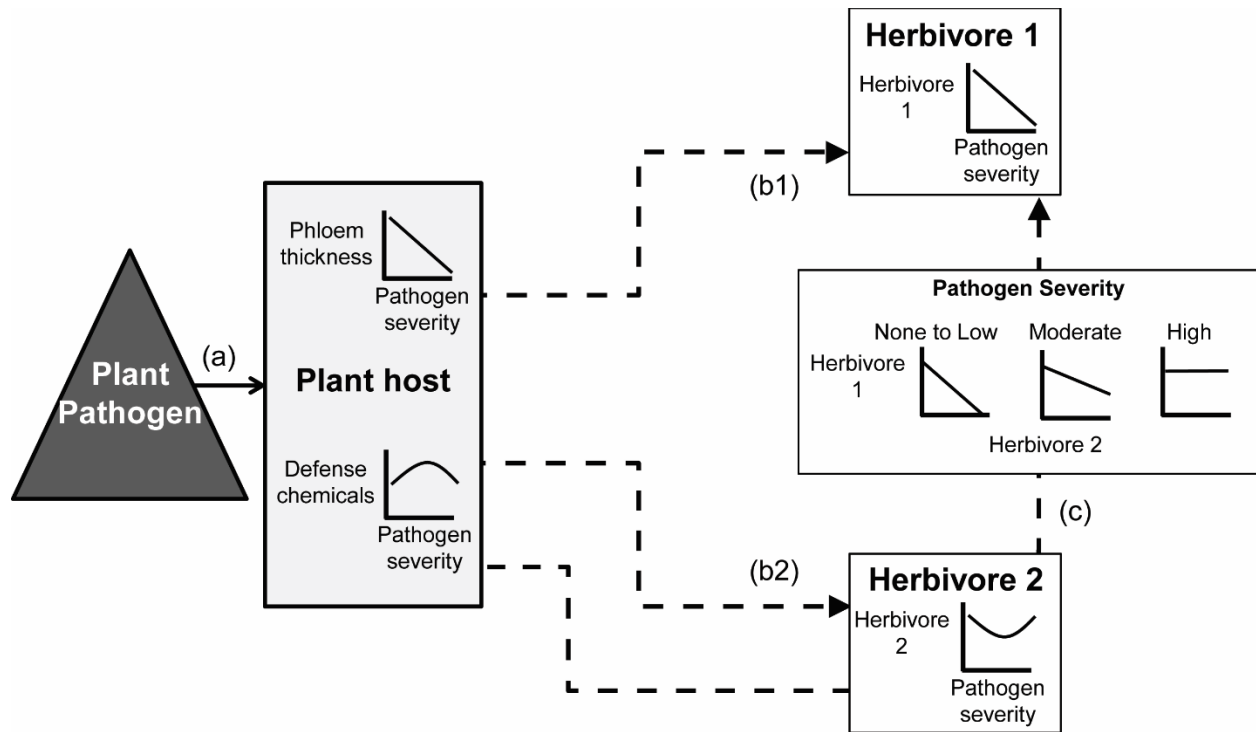 Plant
Pathogen
(a)
Phloem
thickness
Pathogen
severity
Plant host
Defense
chemicals
Pathogen
severity
(b1)
(b2)
Herbivore 1
Herbivore
1
Pathogen
severity
Pathogen Severity
None to Low
Moderate
High
Herbivore
1
Herbivore 2
(c)
Herbivore 2
Herbivore
2
Pathogen
severity